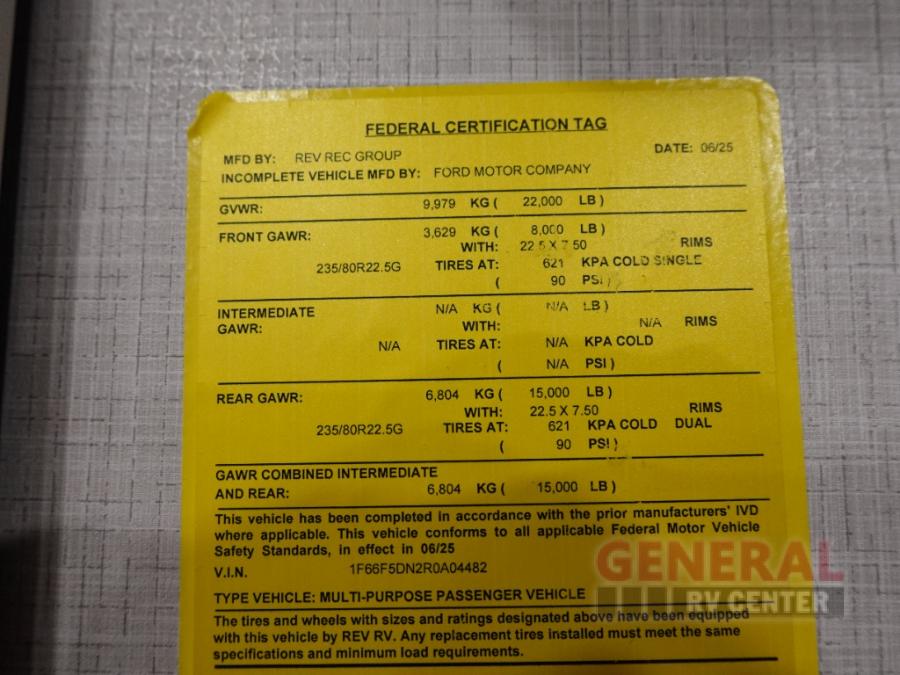 FEDERAL CERTIFICATION TAG
MFD BY: REV REC GROUP DATE: 06/25
INCOMPLETE VEHICLE MFD BY: FORD MOTOR COMPANY
GVWR: 9,979 KG ( 22,000 LB )
FRONT GAWR: 3,629 KG ( 8,000 LB )
WITH: 22.5 X 7.50 RIMS
235/80R22.5G TIRES AT: 621 KPA COLD SINGLE
( 90 PSI )
INTERMEDIATE N/A KG ( N/A LB )
GAWR: WITH: N/A RIMS
N/A TIRES AT: N/A KPA COLD
( N/A PSI )
REAR GAWR: 6,804 KG ( 15,000 LB )
WITH: 22.5 X 7.50 RIMS
235/80R22.5G TIRES AT: 621 KPA COLD DUAL
( 90 PSI )
GAWR COMBINED INTERMEDIATE
AND REAR: 6,804 KG ( 15,000 LB )
This vehicle has been completed in accordance with the prior manufacturers' IVD
where applicable. This vehicle conforms to all applicable Federal Motor Vehicle
Safety Standards, in effect in 06/25
V.I.N. 1F66F5DN2R0A04482
TYPE VEHICLE: MULTI-PURPOSE PASSENGER VEHICLE
The tires and wheels with sizes and ratings designated above have been equipped
with this vehicle by REV RV. Any replacement tires installed must meet the same
specifications and minimum load requirements.
GENERAL
RV CENTER